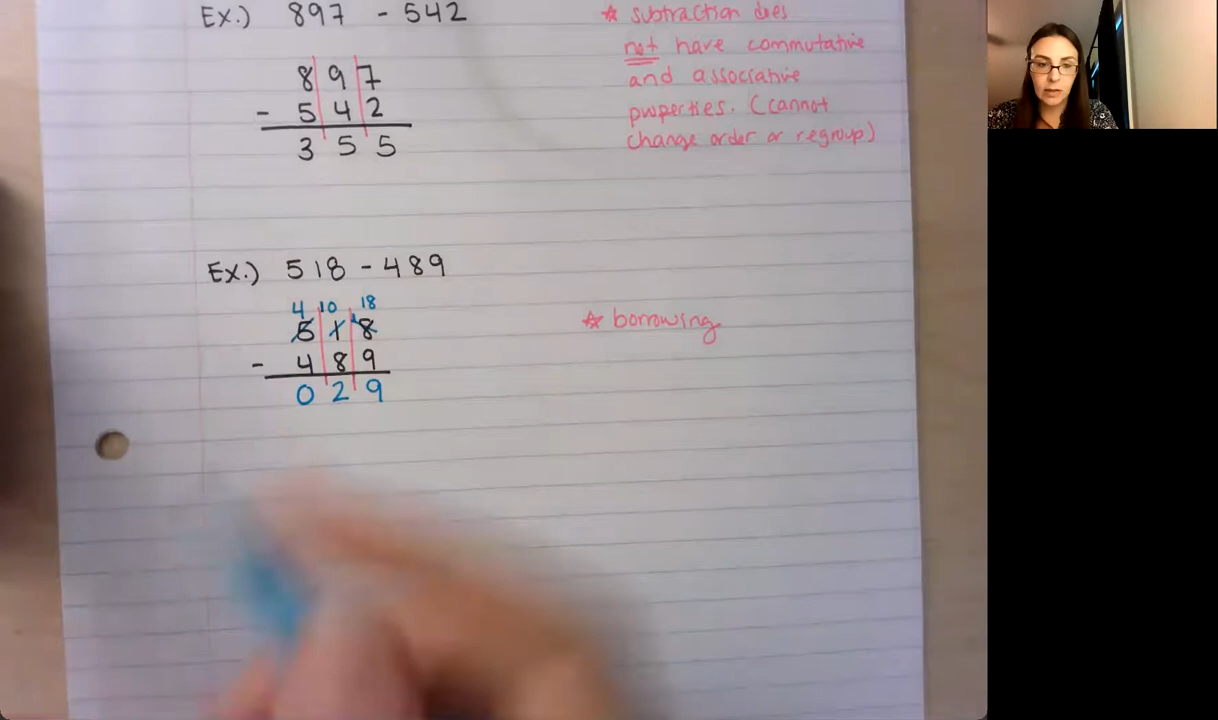 Ex.) 897 - 542
8 9 7
- 5 4 2
3 5 5
* subtraction does
not have commutative
and associative
properties. (cannot
change order or regroup)
Ex.) 518 - 489
4 10 18
5 1 8
- 4 8 9
0 2 9
* borrowing